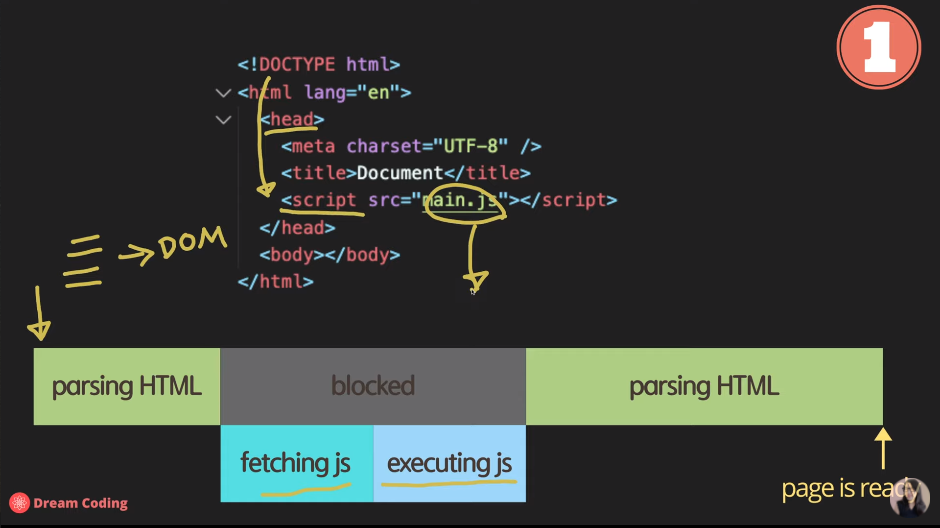 1
<!DOCTYPE html>
<html lang="en">
<head>
<meta charset="UTF-8" />
<title>Document</title>
<script src="main.js"></script>
</head>
<body></body>
</html>
DOM
parsing HTML blocked parsing HTML
fetching js executing js
page is ready
Dream Coding